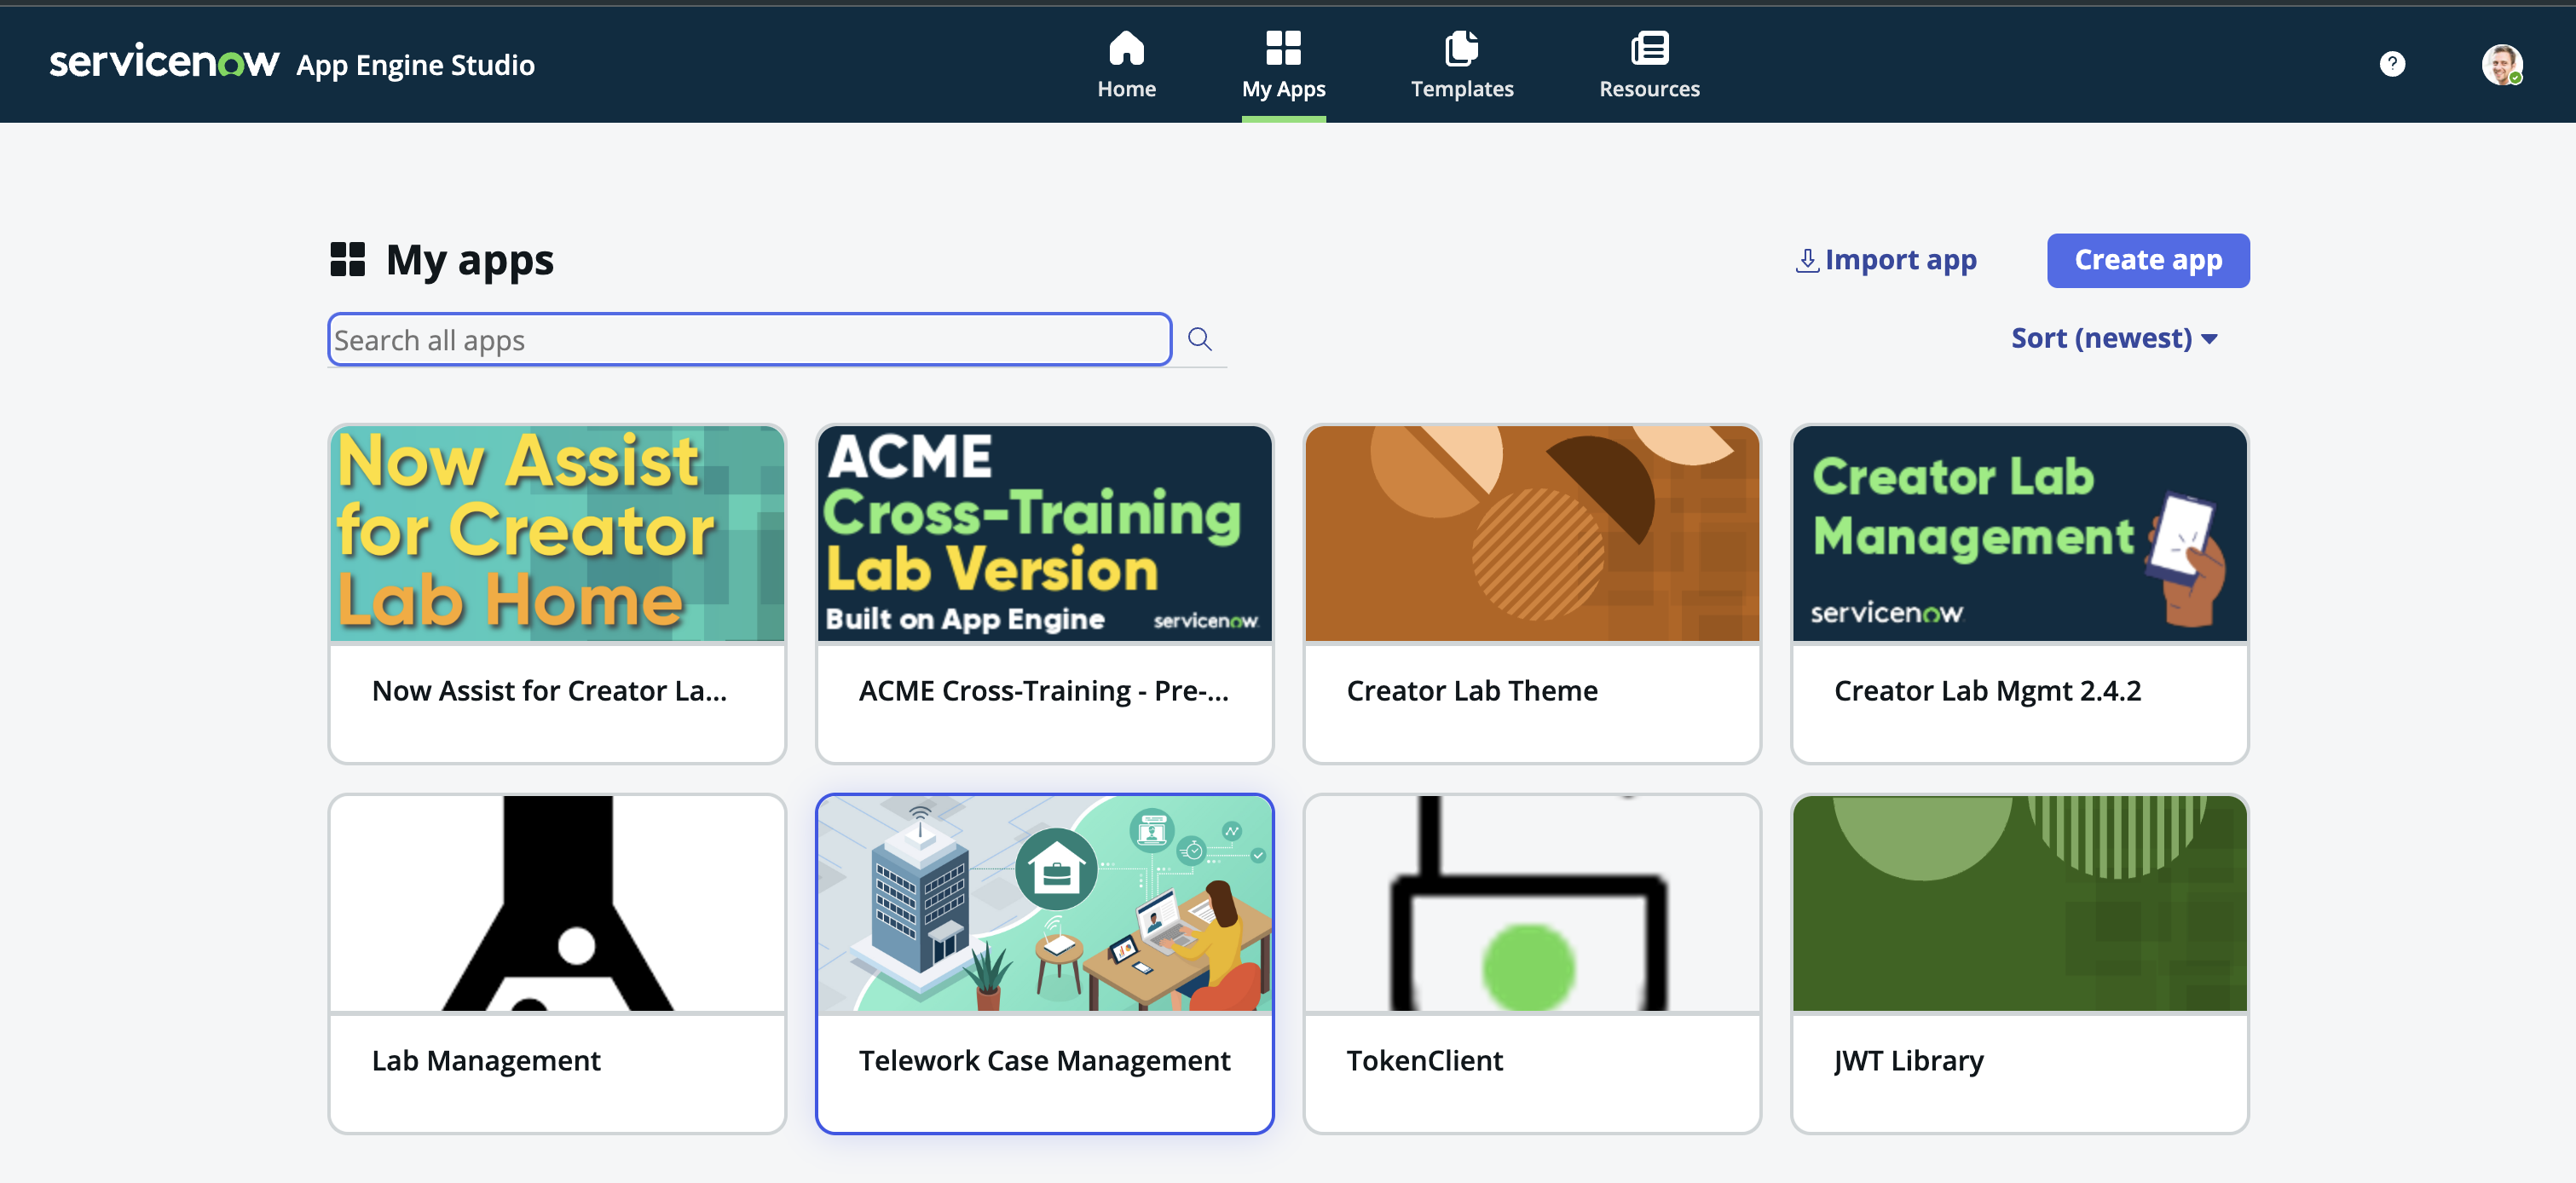 servicenow App Engine Studio
Home
My Apps
Templates
Resources
?
My apps
Import app
Create app
Search all apps
Sort (newest)
Now Assist
for Creator
Lab Home
Now Assist for Creator La...
ACME
Cross-Training
Lab Version
Built on App Engine servicenow
ACME Cross-Training - Pre-...
Creator Lab Theme
Creator Lab
Management
servicenow
Creator Lab Mgmt 2.4.2
Lab Management
Telework Case Management
TokenClient
JWT Library